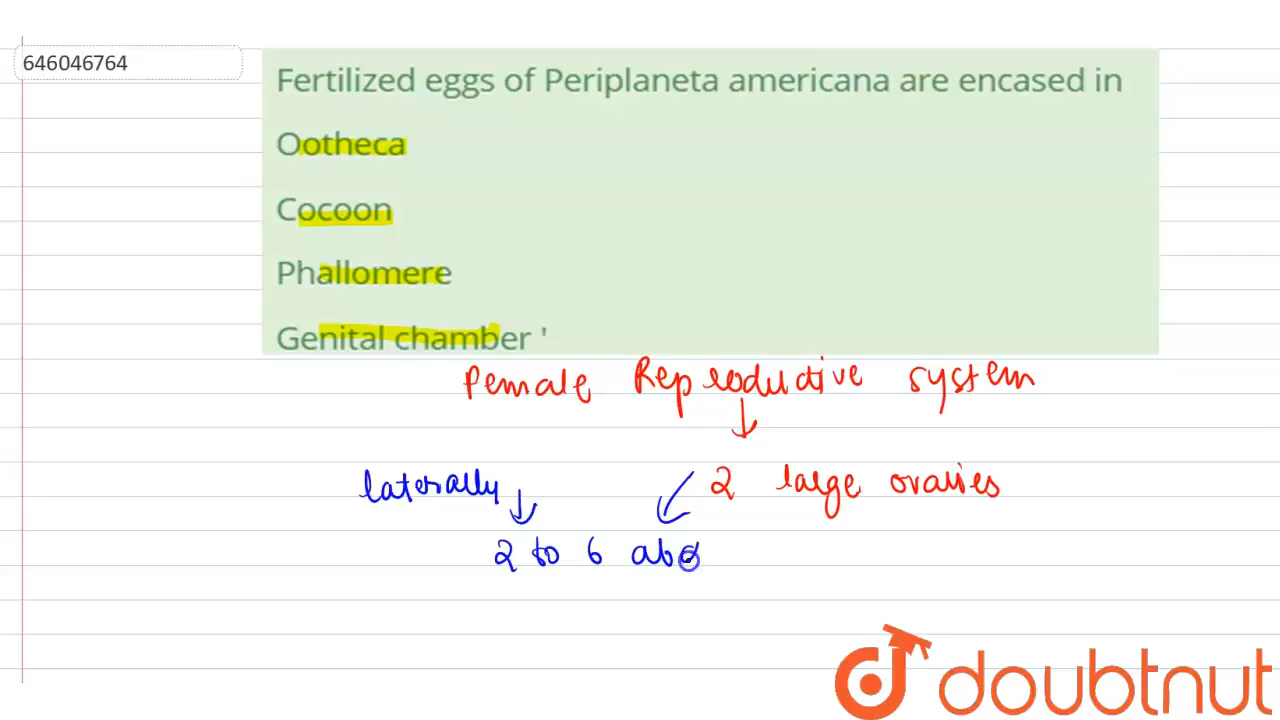 646046764
Fertilized eggs of Periplaneta americana are encased in
Ootheca
Cocoon
Phallomere
Genital chamber '
Female Reproductive system
laterally 2 large ovaries
2 to 6 abd
doubtnut